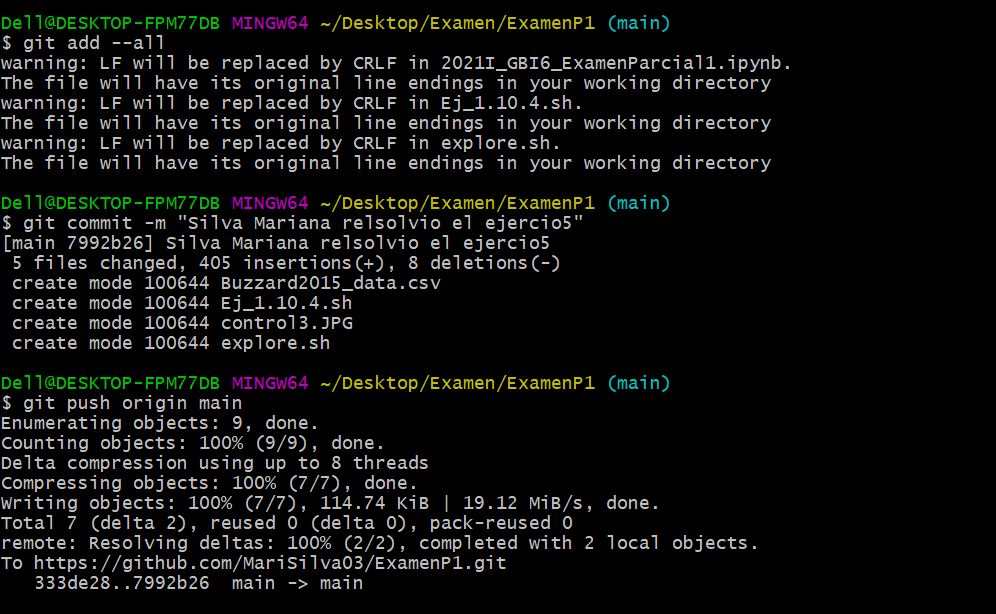 Dell@DESKTOP-FPM77DB MINGW64 ~/Desktop/Examen/ExamenP1 (main)
$ git add --all
warning: LF will be replaced by CRLF in 2021I_GBI6_ExamenParcial1.ipynb.
The file will have its original line endings in your working directory
warning: LF will be replaced by CRLF in Ej_1.10.4.sh.
The file will have its original line endings in your working directory
warning: LF will be replaced by CRLF in explore.sh.
The file will have its original line endings in your working directory
Dell@DESKTOP-FPM77DB MINGW64 ~/Desktop/Examen/ExamenP1 (main)
$ git commit -m "Silva Mariana relsolvio el ejercio5"
[main 7992b26] Silva Mariana relsolvio el ejercio5
 5 files changed, 405 insertions(+), 8 deletions(-)
 create mode 100644 Buzzard2015_data.csv
 create mode 100644 Ej_1.10.4.sh
 create mode 100644 control3.JPG
 create mode 100644 explore.sh
Dell@DESKTOP-FPM77DB MINGW64 ~/Desktop/Examen/ExamenP1 (main)
$ git push origin main
Enumerating objects: 9, done.
Counting objects: 100% (9/9), done.
Delta compression using up to 8 threads
Compressing objects: 100% (7/7), done.
Writing objects: 100% (7/7), 114.74 KiB | 19.12 MiB/s, done.
Total 7 (delta 2), reused 0 (delta 0), pack-reused 0
remote: Resolving deltas: 100% (2/2), completed with 2 local objects.
To https://github.com/MariSilva03/ExamenP1.git
   333de28..7992b26  main -> main